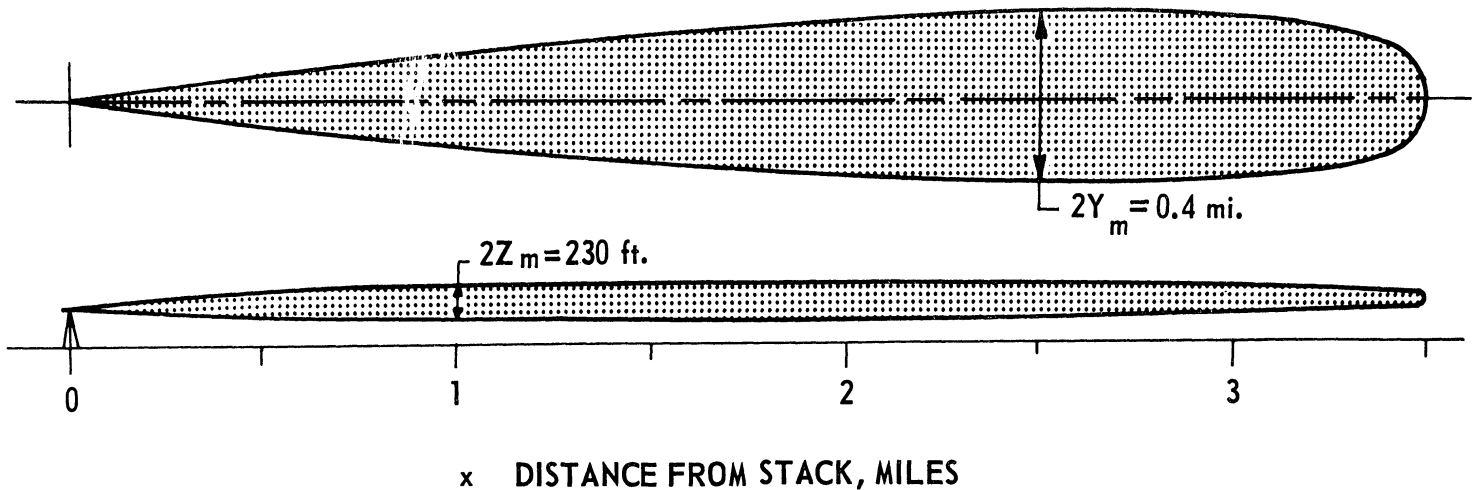 2Y m = 0.4 mi.
2Z m = 230 ft.
0 1 2 3
x DISTANCE FROM STACK, MILES